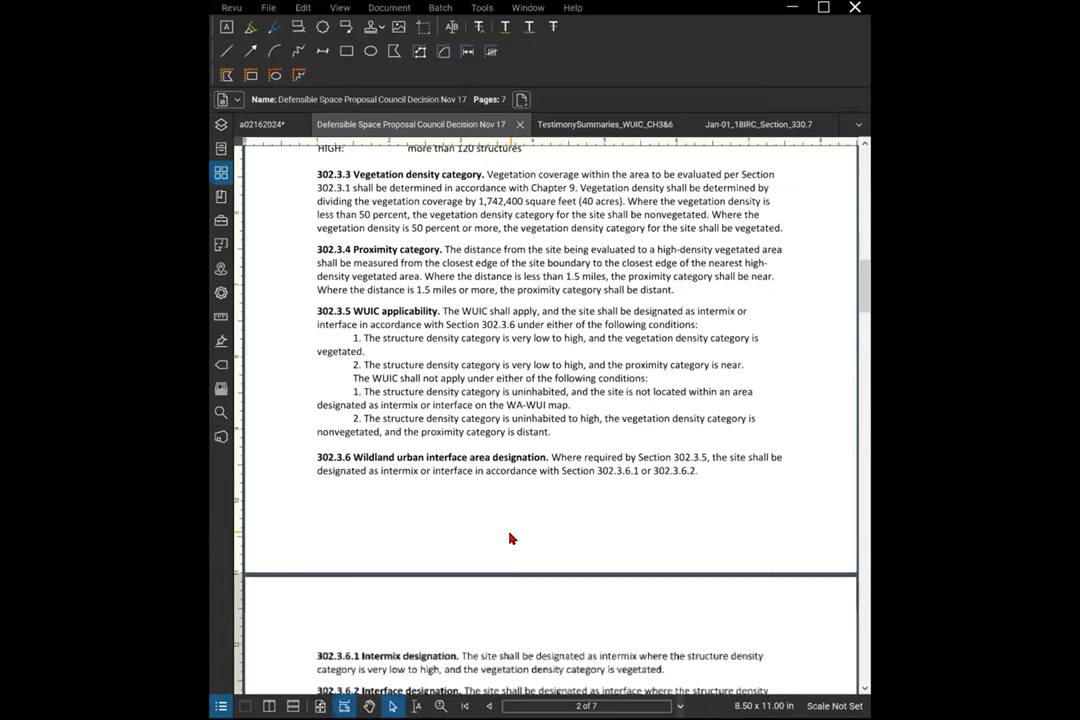 Revu File Edit View Document Batch Tools Window Help
Name: Defensible Space Proposal Council Decision Nov 17 Pages: 7
a02162024* Defensible Space Proposal Council Decision Nov 17 TestimonySummaries_WUIC_CH3&6 Jan-01_18IRC_Section_330.7
HIGH: more than 120 structures
302.3.3 Vegetation density category. Vegetation coverage within the area to be evaluated per Section
302.3.1 shall be determined in accordance with Chapter 9. Vegetation density shall be determined by
dividing the vegetation coverage by 1,742,400 square feet (40 acres). Where the vegetation density is
less than 50 percent, the vegetation density category for the site shall be nonvegetated. Where the
vegetation density is 50 percent or more, the vegetation density category for the site shall be vegetated.
302.3.4 Proximity category. The distance from the site being evaluated to a high-density vegetated area
shall be measured from the closest edge of the site boundary to the closest edge of the nearest high-
density vegetated area. Where the distance is less than 1.5 miles, the proximity category shall be near.
Where the distance is 1.5 miles or more, the proximity category shall be distant.
302.3.5 WUIC applicability. The WUIC shall apply, and the site shall be designated as intermix or
interface in accordance with Section 302.3.6 under either of the following conditions:
1. The structure density category is very low to high, and the vegetation density category is
vegetated.
2. The structure density category is very low to high, and the proximity category is near.
The WUIC shall not apply under either of the following conditions:
1. The structure density category is uninhabited, and the site is not located within an area
designated as intermix or interface on the WA-WUI map.
2. The structure density category is uninhabited to high, the vegetation density category is
nonvegetated, and the proximity category is distant.
302.3.6 Wildland urban interface area designation. Where required by Section 302.3.5, the site shall be
designated as intermix or interface in accordance with Section 302.3.6.1 or 302.3.6.2.
302.3.6.1 Intermix designation. The site shall be designated as intermix where the structure density
category is very low to high, and the vegetation density category is vegetated.
302.3.6.2 Interface designation. The site shall be designated as interface where the structure density
2 of 7 8.50 x 11.00 in Scale Not Set